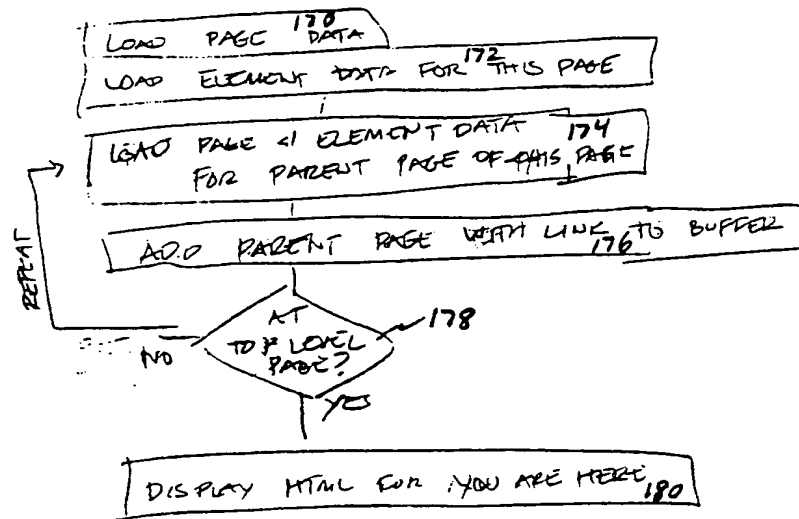 170
LOAD PAGE DATA
LOAD ELEMENT DATA FOR 172 THIS PAGE
LOAD PAGE & ELEMENT DATA 174
FOR PARENT PAGE OF THIS PAGE
ADD PARENT PAGE WITH LINK TO BUFFER
176
REPEAT
AT
TOP LEVEL
PAGE?
178
NO
YES
DISPLAY HTML FOR YOU ARE HERE 180